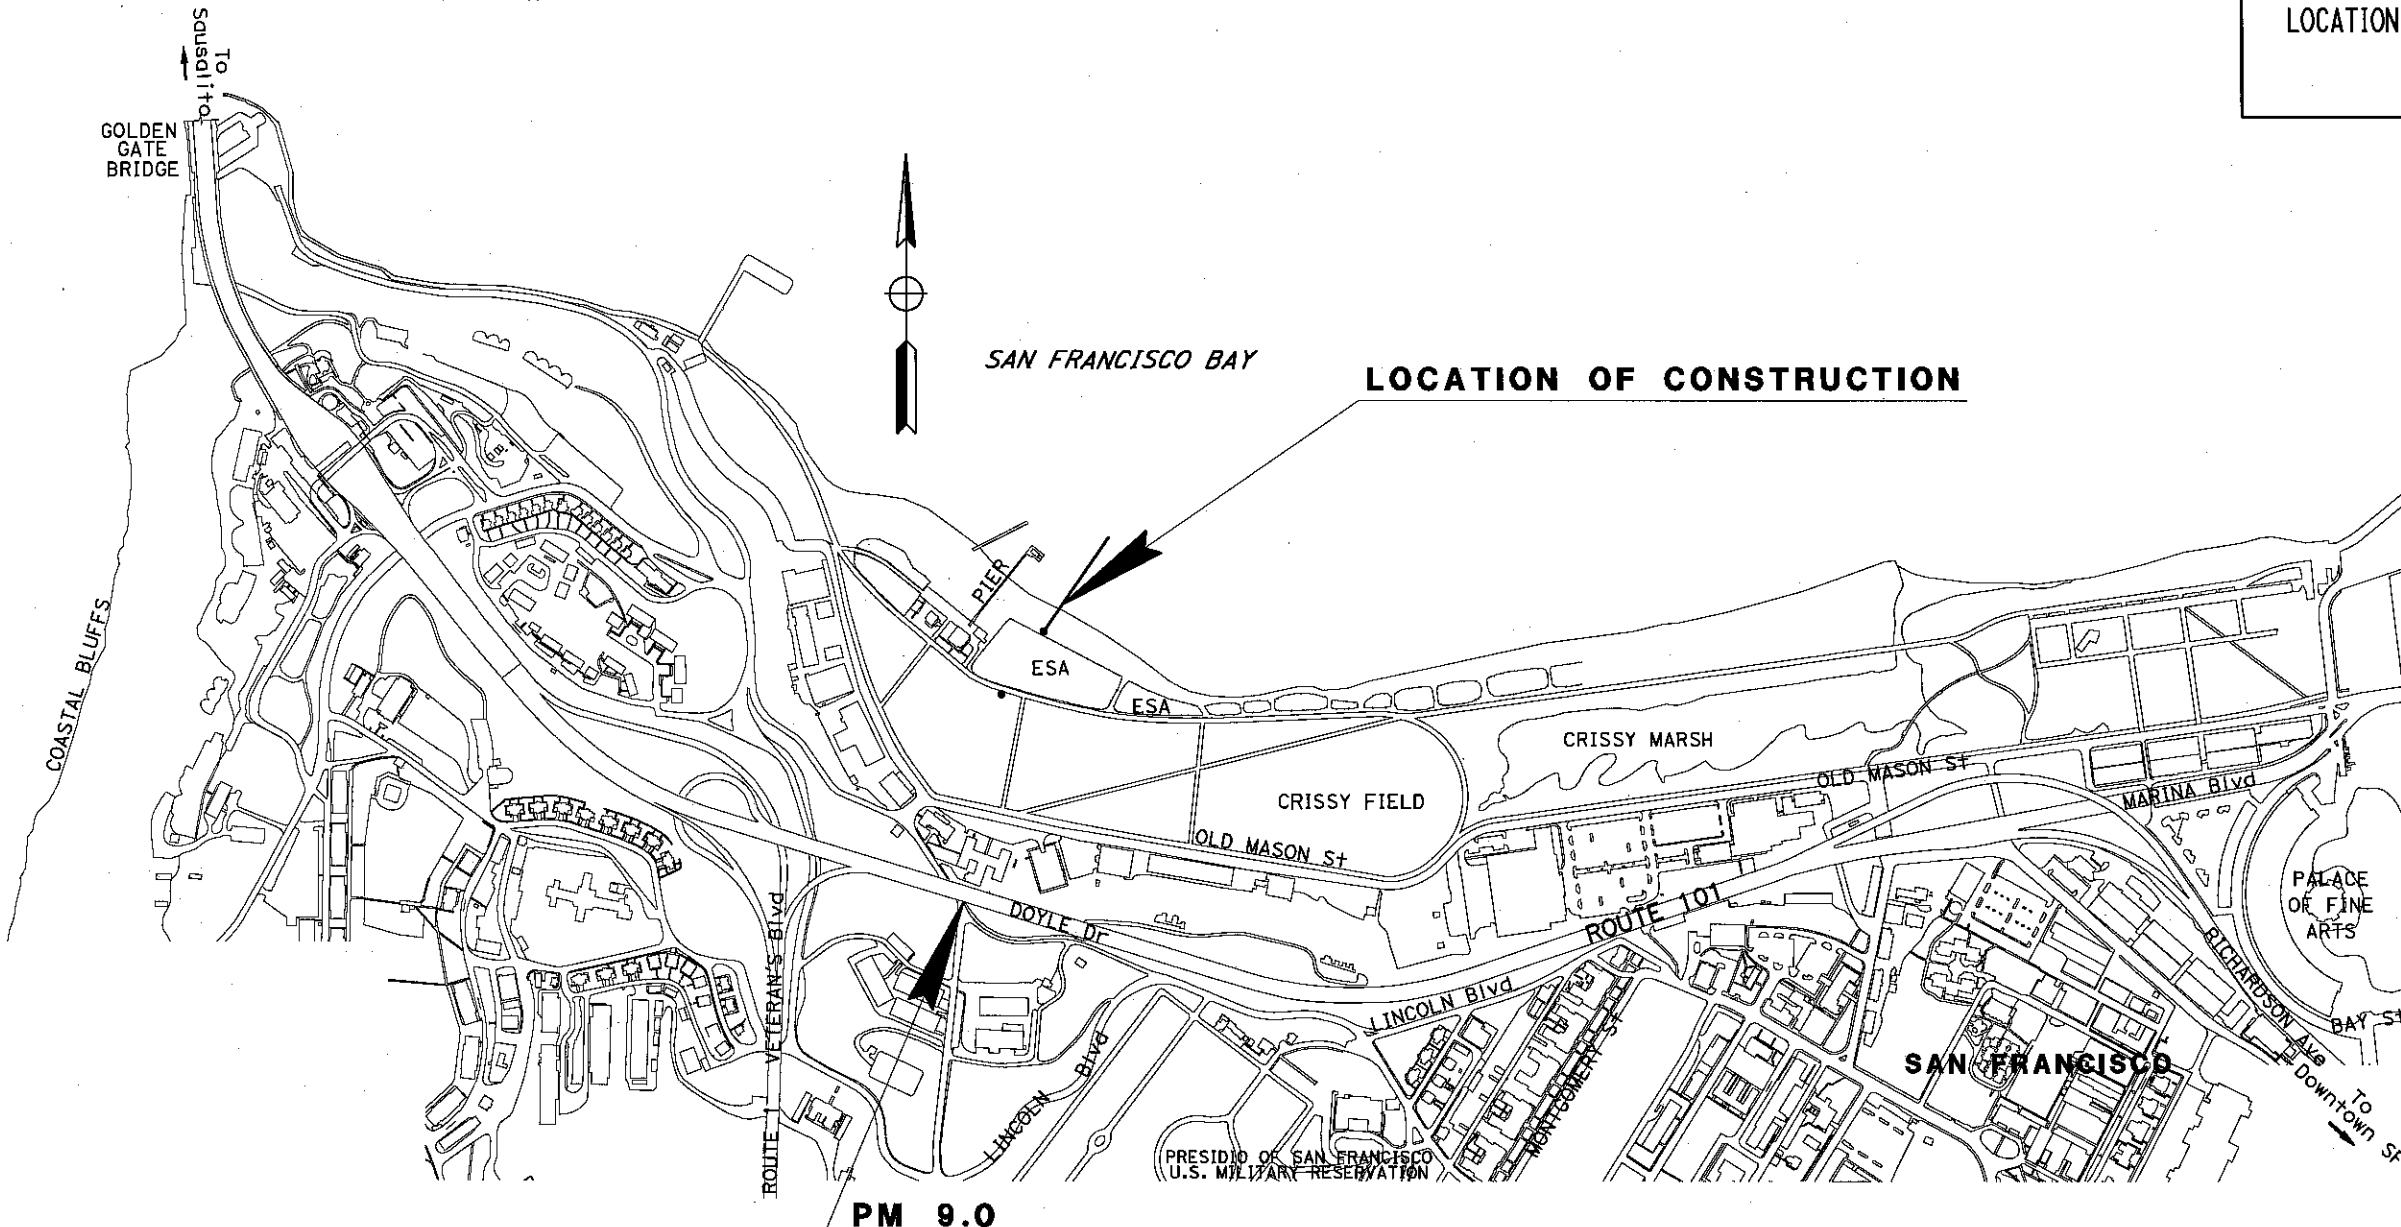 LOCATION
To
Sausalito
GOLDEN
GATE
BRIDGE
SAN FRANCISCO BAY
LOCATION OF CONSTRUCTION
PIER
COASTAL BLUFFS
ESA
ESA
CRISSY MARSH
OLD MASON St
MARINA Blvd
CRISSY FIELD
OLD MASON St
PALACE
OF FINE
ARTS
DOYLE Dr
ROUTE 101
RICHARDSON Ave
BAY St
LINCOLN Blvd
ROUTE 1 VETERAN'S Blvd
LINCOLN Blvd
MONTGOMERY St
SAN FRANCISCO
To
Downtown SF
PRESIDIO OF SAN FRANCISCO
U.S. MILITARY RESERVATION
PM 9.0